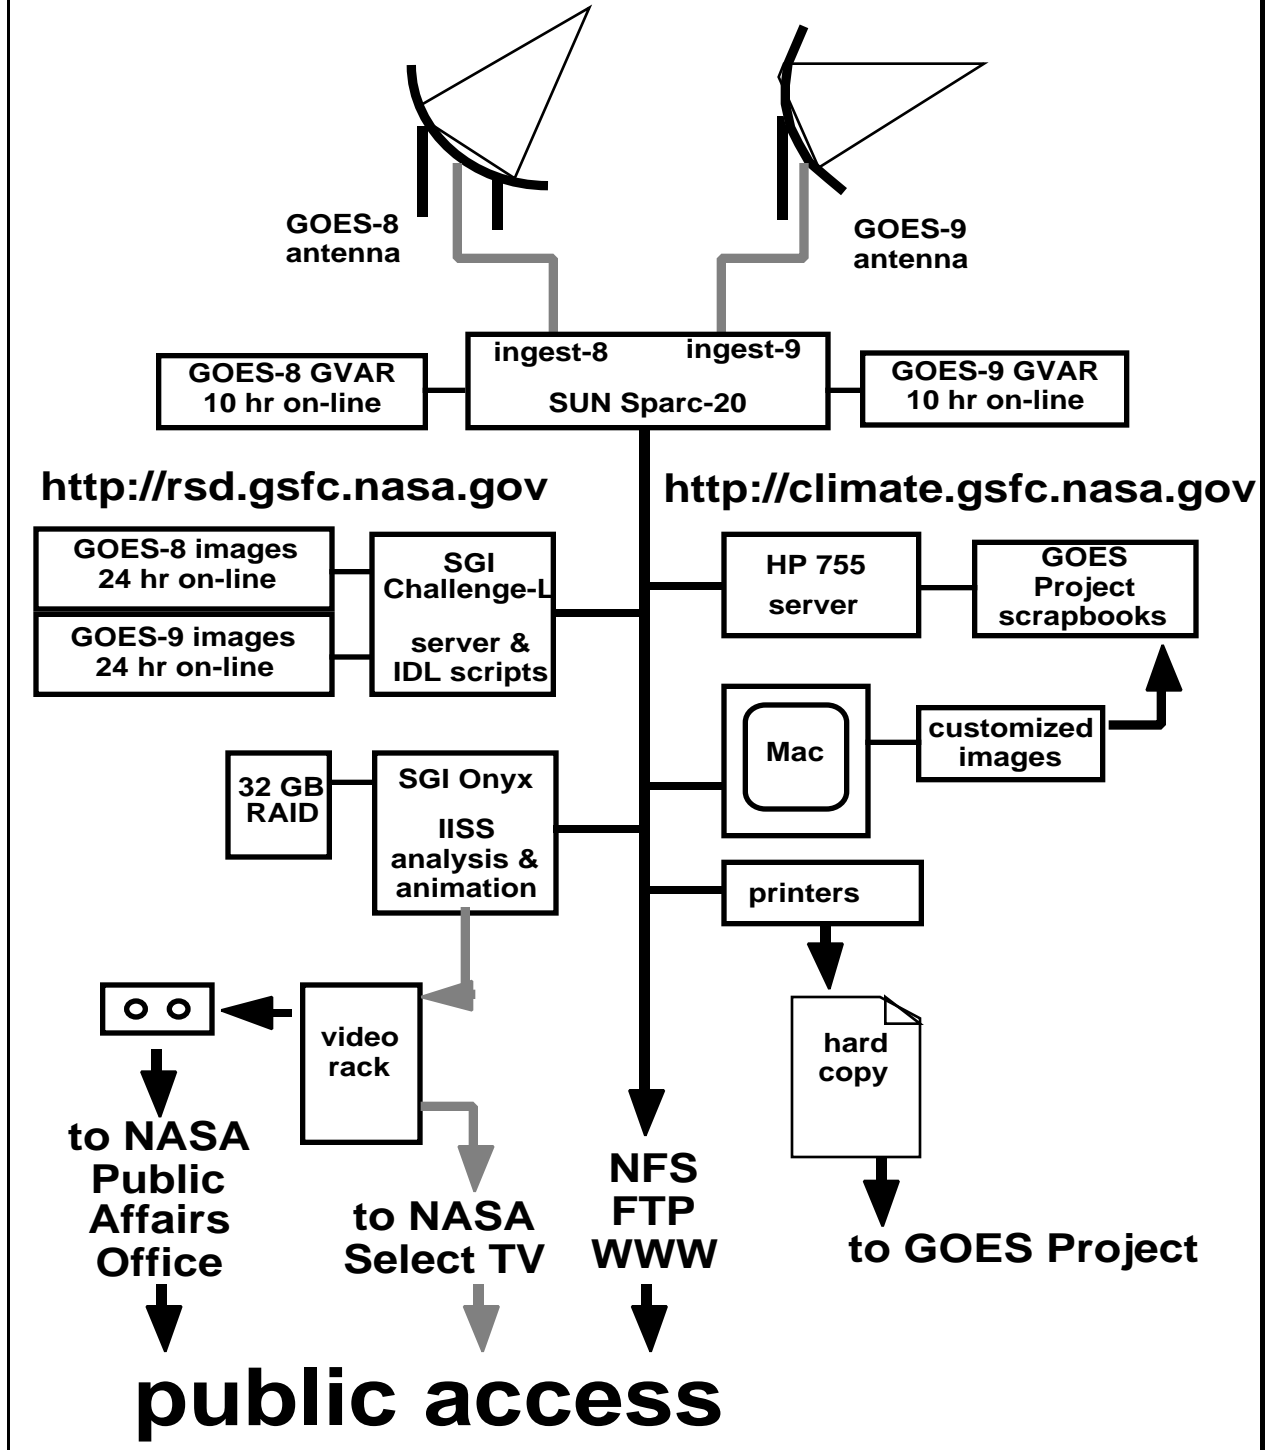 GOES-8
antenna
GOES-9
antenna
ingest-8
ingest-9
SUN Sparc-20
GOES-8 GVAR
10 hr on-line
GOES-9 GVAR
10 hr on-line
http://rsd.gsfc.nasa.gov
http://climate.gsfc.nasa.gov
GOES-8 images
24 hr on-line
GOES-9 images
24 hr on-line
SGI
Challenge-L
server &
IDL scripts
HP 755
server
GOES
Project
scrapbooks
Mac
customized
images
32 GB
RAID
SGI Onyx
IISS
analysis &
animation
printers
video
rack
hard
copy
to NASA
Public
Affairs
Office
to NASA
Select TV
NFS
FTP
WWW
to GOES Project
public access